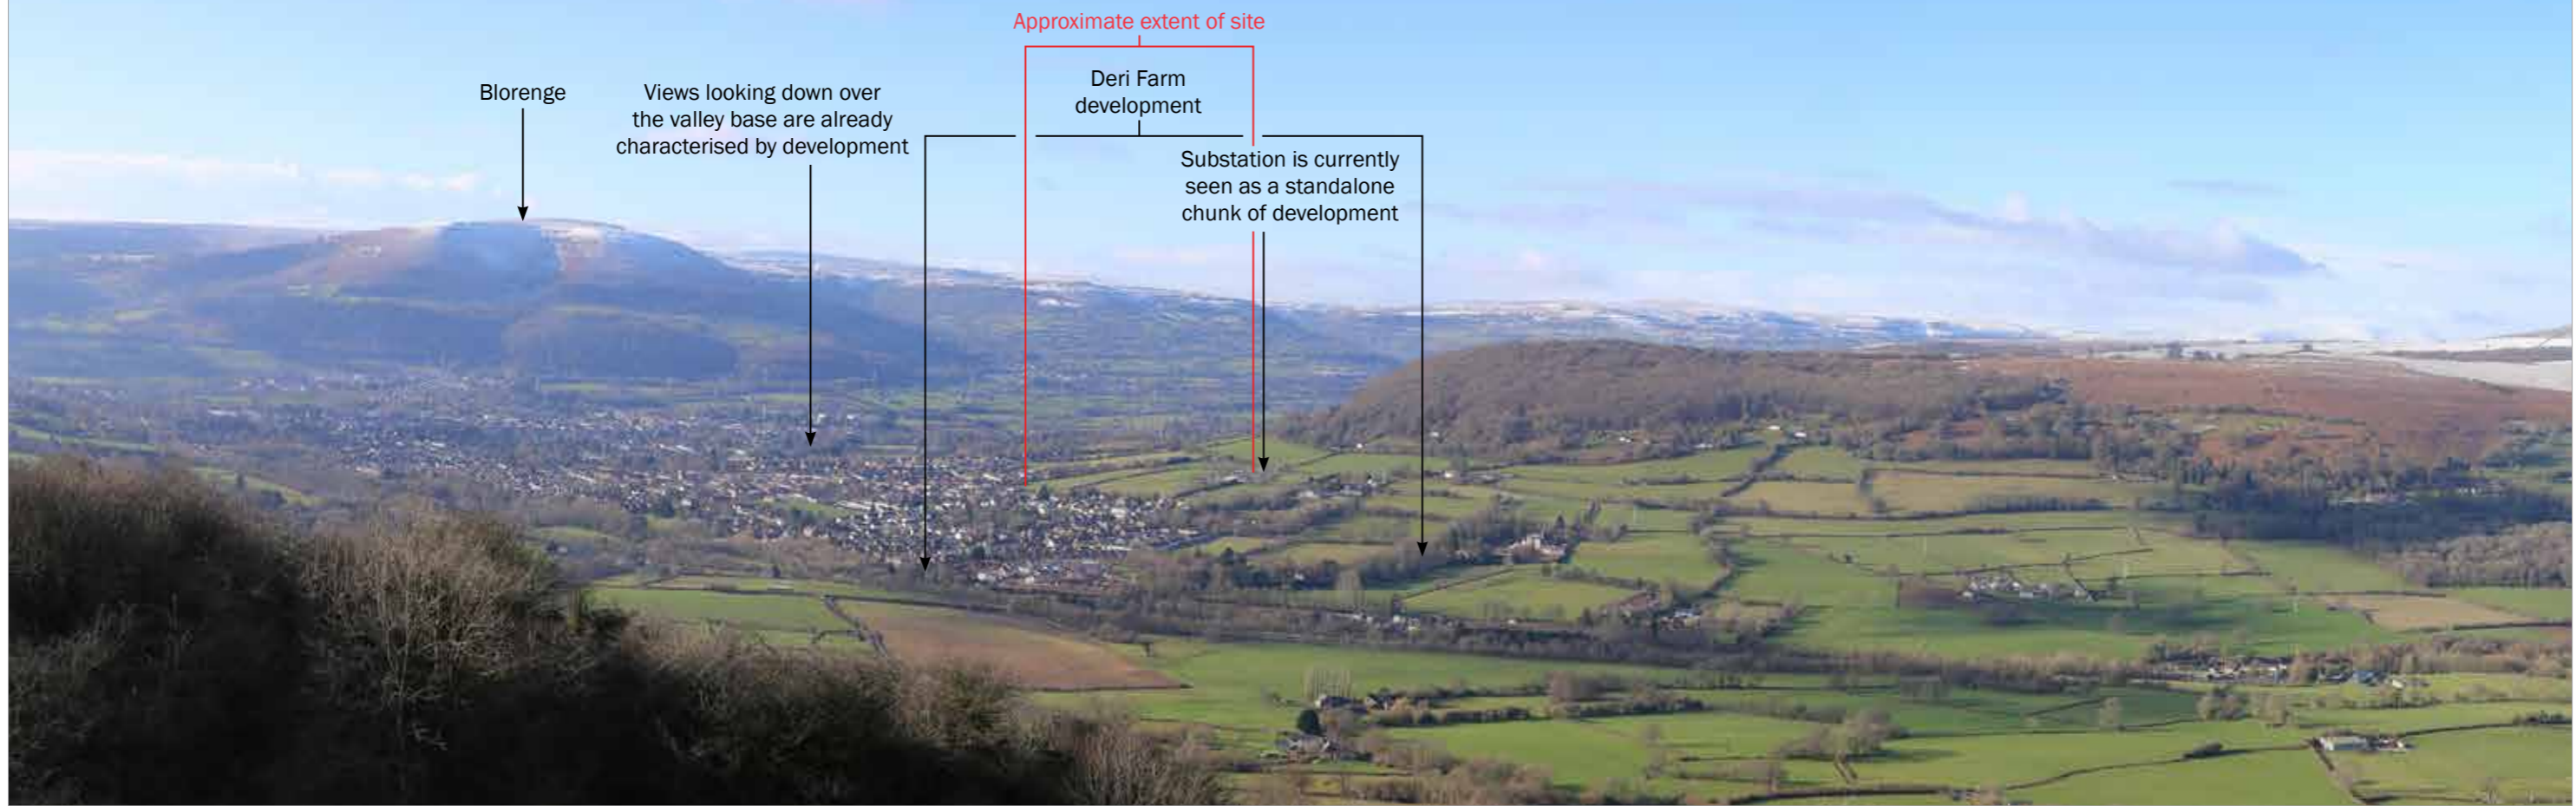 Approximate extent of site
Blorenge
Views looking down over
the valley base are already
characterised by development
Deri Farm
development
Substation is currently
seen as a standalone
chunk of development